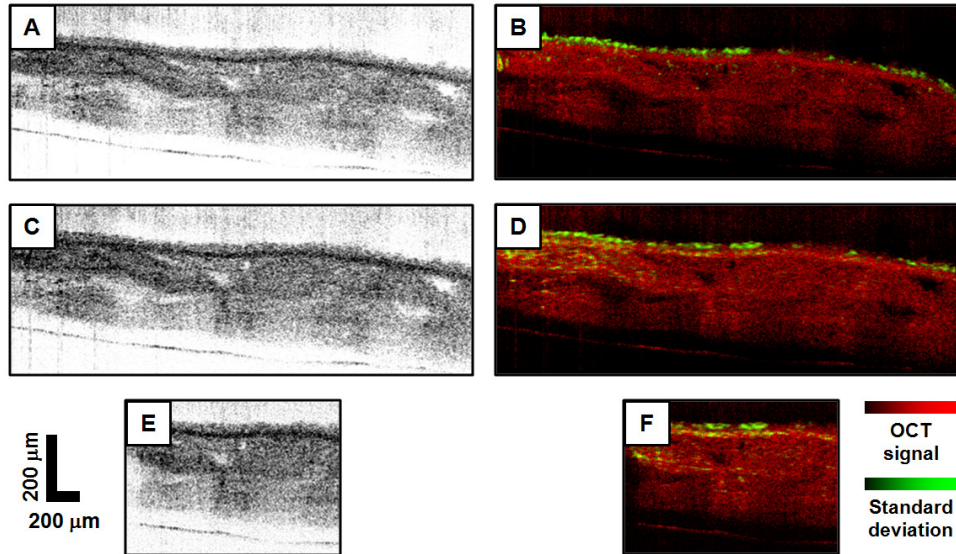 A
B
C
D
E
F
200 μm
200 μm
OCT
signal
Standard
deviation